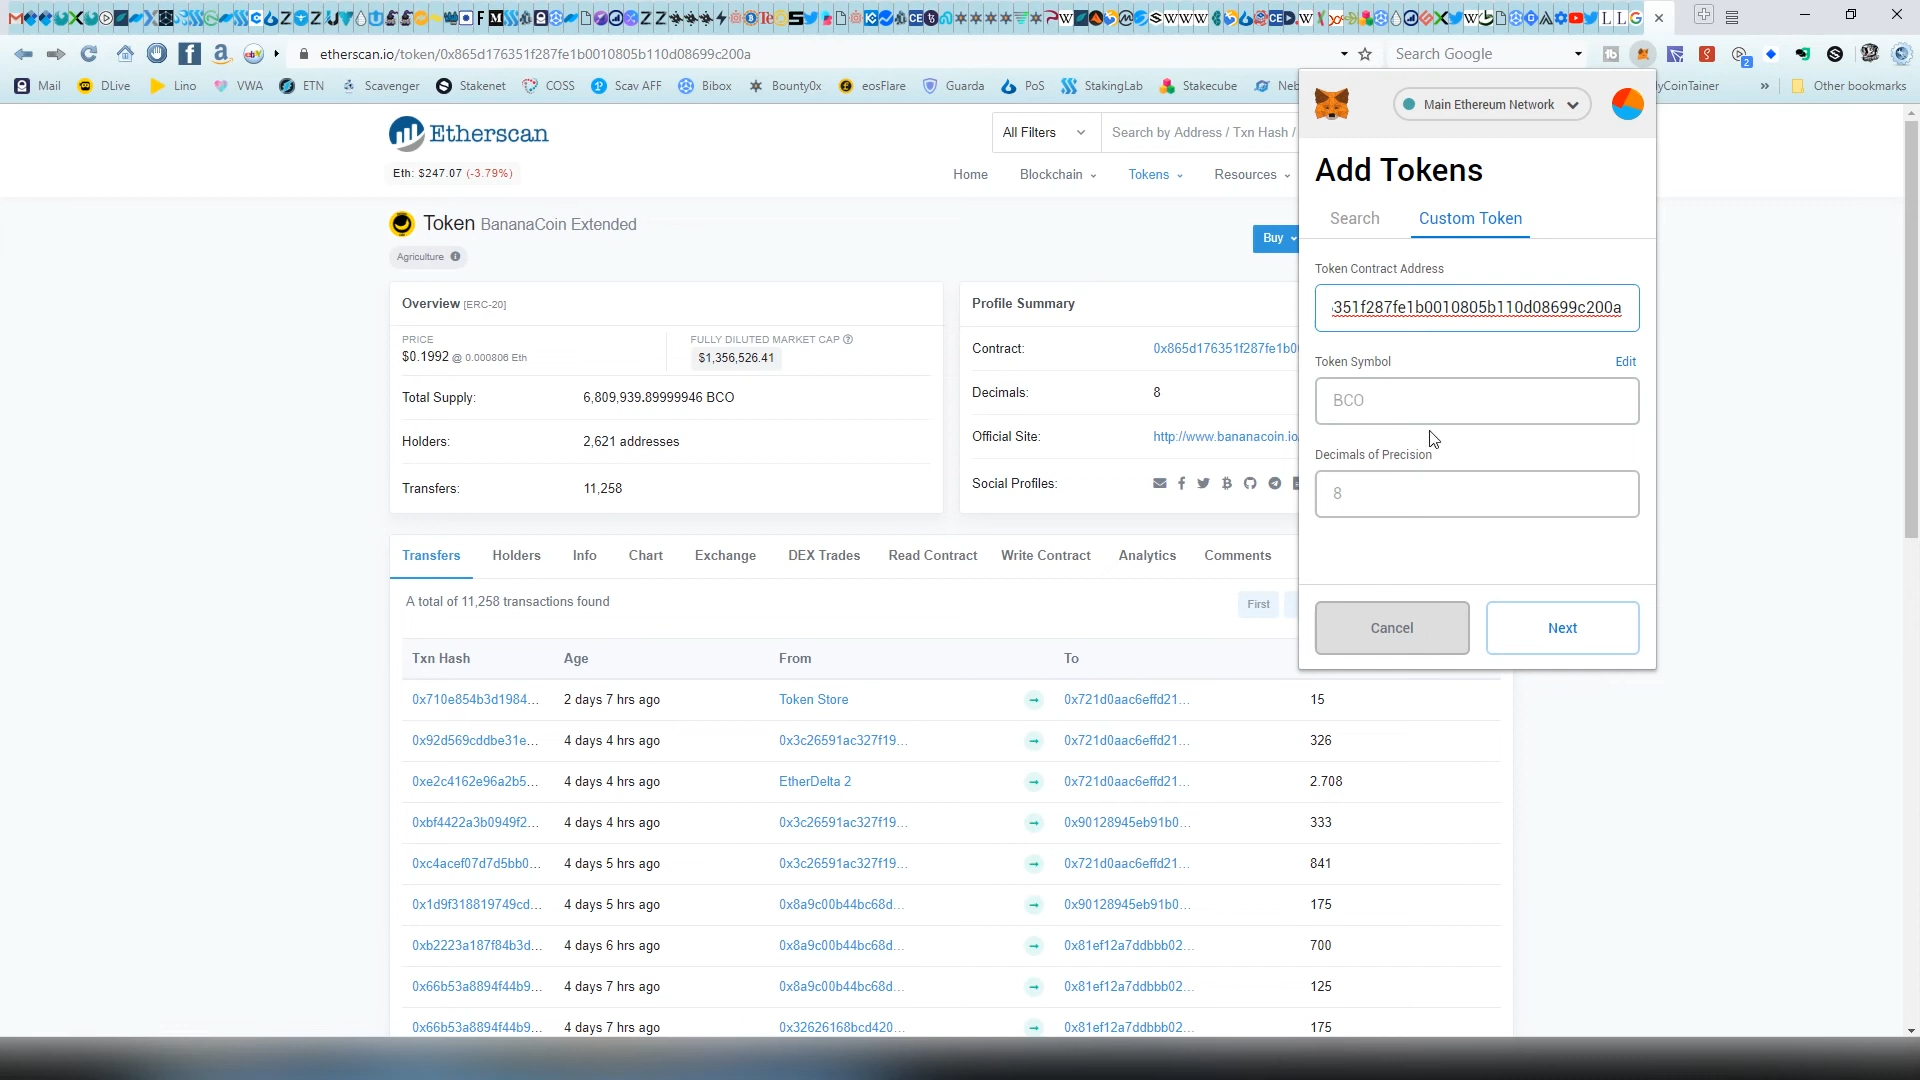 etherscan.io/token/0x865d176351f287fe1b0010805b110d08699c200a
Search Google
Mail DLive Lino VWA ETN Scavenger Stakenet COSS Scav AFF Bibox Bounty0x eosFlare Guarda PoS StakingLab Stakecube Neb yCoinTainer » Other bookmarks
Etherscan
All Filters
Search by Address / Txn Hash /
Eth: $247.07 (-3.79%)
Home Blockchain Tokens Resources
Token BananaCoin Extended
Agriculture
Buy
Overview [ERC-20]
PRICE
$0.1992 @ 0.000806 Eth
FULLY DILUTED MARKET CAP
$1,356,526.41
Total Supply: 6,809,939.89999946 BCO
Holders: 2,621 addresses
Transfers: 11,258
Profile Summary
Contract: 0x865d176351f287fe1b0
Decimals: 8
Official Site: http://www.bananacoin.io
Social Profiles:
Transfers Holders Info Chart Exchange DEX Trades Read Contract Write Contract Analytics Comments
A total of 11,258 transactions found
First
Txn Hash Age From To
0x710e854b3d1984... 2 days 7 hrs ago Token Store 0x721d0aac6effd21... 15
0x92d569cddbe31e... 4 days 4 hrs ago 0x3c26591ac327f19... 0x721d0aac6effd21... 326
0xe2c4162e96a2b5... 4 days 4 hrs ago EtherDelta 2 0x721d0aac6effd21... 2.708
0xbf4422a3b0949f2... 4 days 4 hrs ago 0x3c26591ac327f19... 0x90128945eb91b0... 333
0xc4acef07d7d5bb0... 4 days 5 hrs ago 0x3c26591ac327f19... 0x721d0aac6effd21... 841
0x1d9f318819749cd... 4 days 5 hrs ago 0x8a9c00b44bc68d... 0x90128945eb91b0... 175
0xb2223a187f84b3d... 4 days 6 hrs ago 0x8a9c00b44bc68d... 0x81ef12a7ddbbb02... 700
0x66b53a8894f44b9... 4 days 7 hrs ago 0x8a9c00b44bc68d... 0x81ef12a7ddbbb02... 125
0x66b53a8894f44b9... 4 days 7 hrs ago 0x32626168bcd420... 0x81ef12a7ddbbb02... 175
Main Ethereum Network
Add Tokens
Search Custom Token
Token Contract Address
351f287fe1b0010805b110d08699c200a
Token Symbol
Edit
BCO
Decimals of Precision
8
Cancel Next